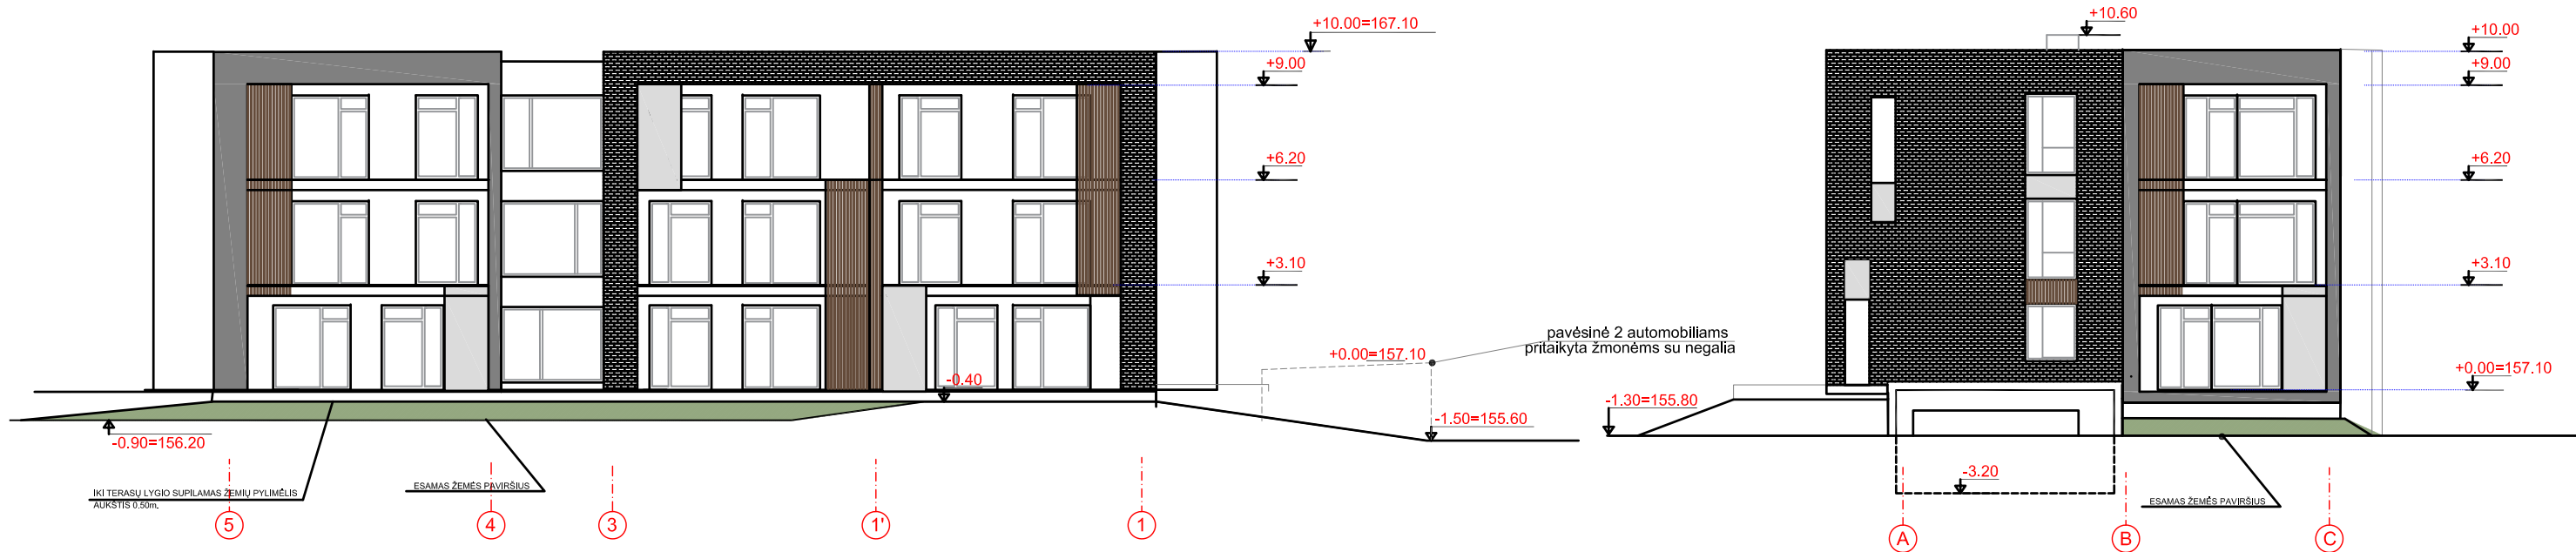 +10.00=167.10
+9.00
+6.20
+3.10
+0.00=157.10
pavėsinė 2 automobiliams
pritaikyta žmonėms su negalia
-0.40
-1.50=155.60
-0.90=156.20
IKI TERASŲ LYGIO SUPILAMAS ŽEMIŲ PYLIMĖLIS
AUKŠTIS 0.50m,
ESAMAS ŽEMĖS PAVIRŠIUS
5
4
3
1'
1
+10.60
+10.00
+9.00
+6.20
+3.10
+0.00=157.10
-1.30=155.80
-3.20
ESAMAS ŽEMĖS PAVIRŠIUS
A
B
C